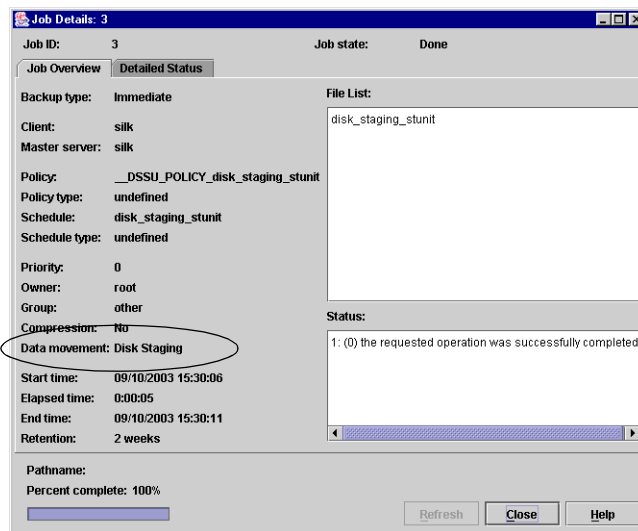 Job Details: 3
Job ID: 3 Job state: Done
Job Overview Detailed Status
Backup type: Immediate
Client: silk
Master server: silk
Policy: __DSSU_POLICY_disk_staging_stunit
Policy type: undefined
Schedule: disk_staging_stunit
Schedule type: undefined
Priority: 0
Owner: root
Group: other
Compression: No
Data movement: Disk Staging
Start time: 09/10/2003 15:30:06
Elapsed time: 0:00:05
End time: 09/10/2003 15:30:11
Retention: 2 weeks
File List:
disk_staging_stunit
Status:
1: (0) the requested operation was successfully completed
Pathname:
Percent complete: 100%
Refresh Close Help